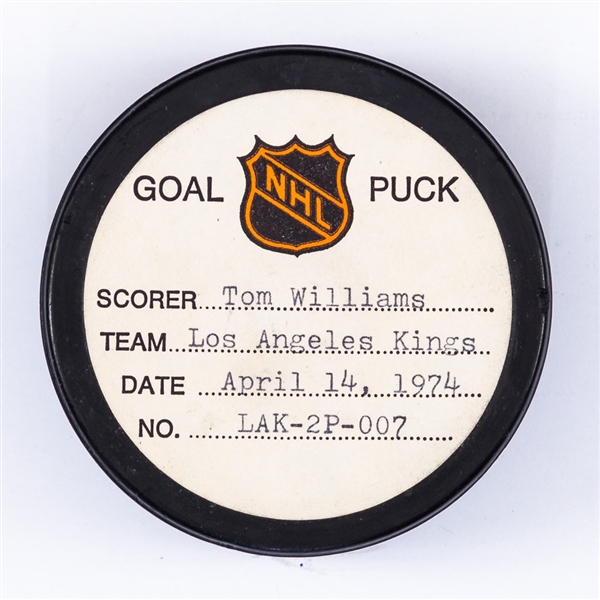 GOAL NHL PUCK
SCORER Tom Williams
TEAM Los Angeles Kings
DATE April 14, 1974
NO. LAK-2P-007